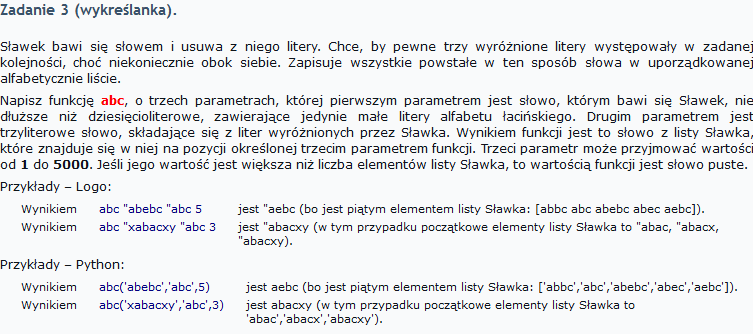 Zadanie 3 (wykreślanka).
Sławek bawi się słowem i usuwa z niego litery. Chce, by pewne trzy wyróżnione litery występowały w zadanej
kolejności, choć niekoniecznie obok siebie. Zapisuje wszystkie powstałe w ten sposób słowa w uporządkowanej
alfabetycznie liście.
Napisz funkcję abc, o trzech parametrach, której pierwszym parametrem jest słowo, którym bawi się Sławek, nie
dłuższe niż dziesięcioliterowe, zawierające jedynie małe litery alfabetu łacińskiego. Drugim parametrem jest
trzyliterowe słowo, składające się z liter wyróżnionych przez Sławka. Wynikiem funkcji jest to słowo z listy Sławka,
które znajduje się w niej na pozycji określonej trzecim parametrem funkcji. Trzeci parametr może przyjmować wartości
od 1 do 5000. Jeśli jego wartość jest większa niż liczba elementów listy Sławka, to wartością funkcji jest słowo puste.
Przykłady – Logo:
Wynikiem abc "abebc "abc 5 jest "aebc (bo jest piątym elementem listy Sławka: [abbc abc abebc abec aebc]).
Wynikiem abc "xabacxy "abc 3 jest "abacxy (w tym przypadku początkowe elementy listy Sławka to "abac, "abacx,
"abacxy).
Przykłady – Python:
Wynikiem abc('abebc','abc',5) jest aebc (bo jest piątym elementem listy Sławka: ['abbc','abc','abebc','abec','aebc']).
Wynikiem abc('xabacxy','abc',3) jest abacxy (w tym przypadku początkowe elementy listy Sławka to
'abac','abacx','abacxy').